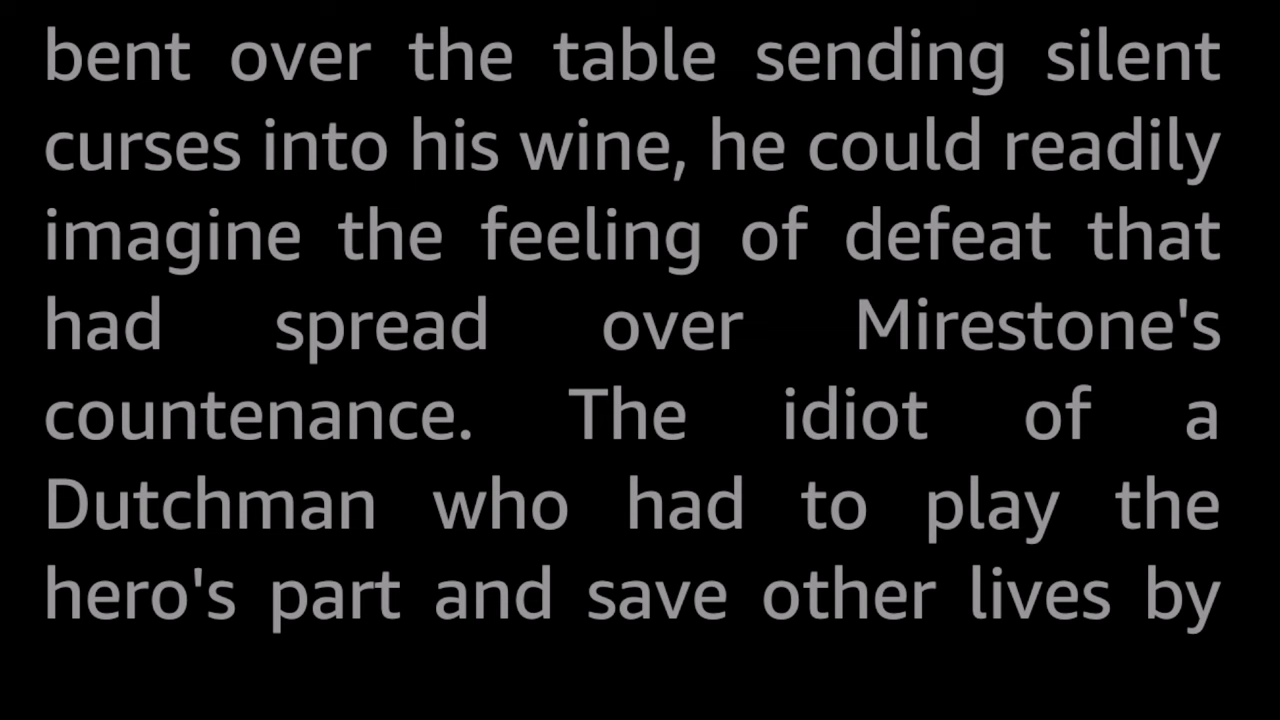 bent over the table sending silent
curses into his wine, he could readily
imagine the feeling of defeat that
had spread over Mirestone's
countenance. The idiot of a
Dutchman who had to play the
hero's part and save other lives by